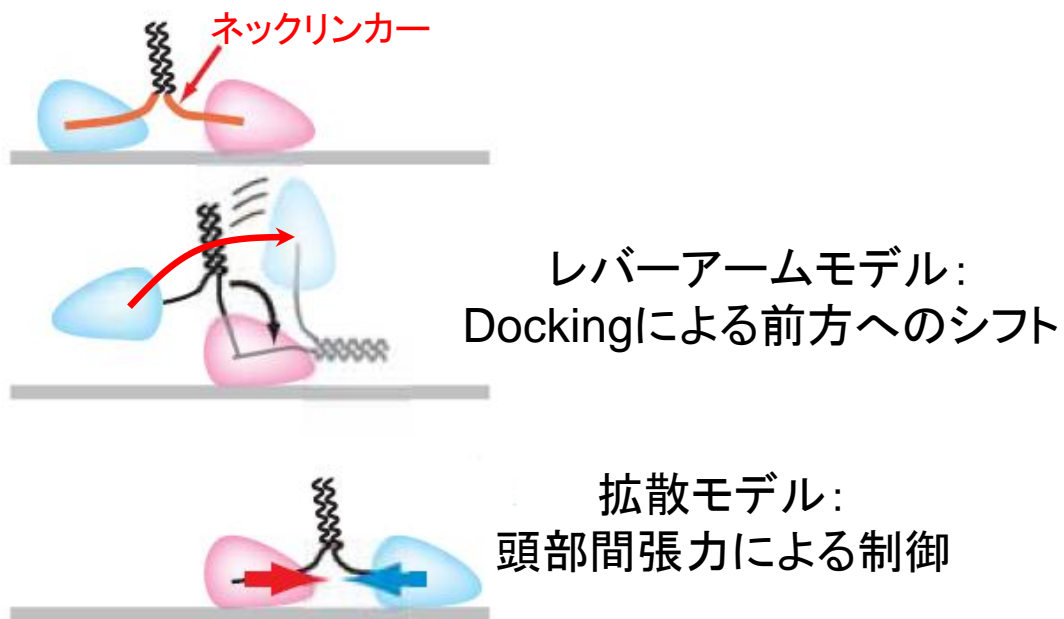 ネックリンカー
レバーアームモデル：
Dockingによる前方へのシフト
拡散モデル：
頭部間張力による制御